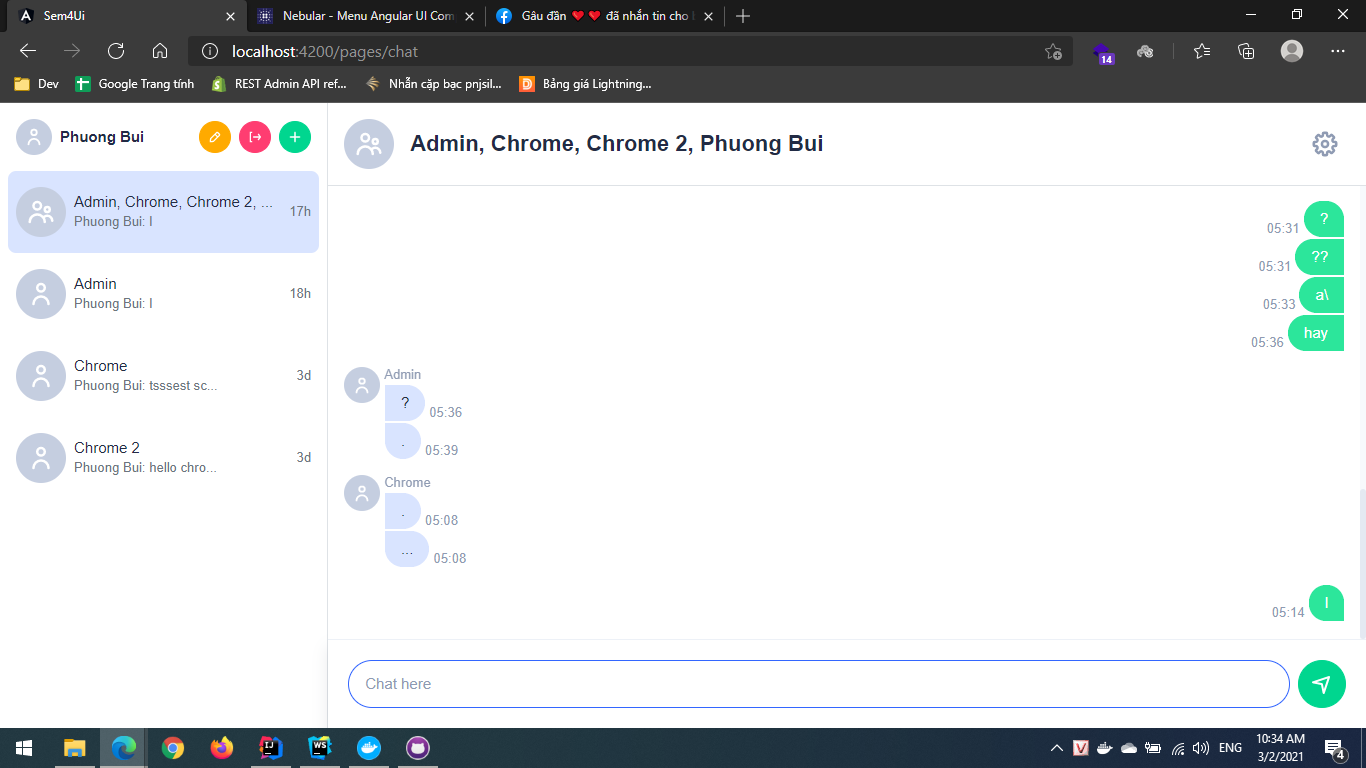 Sem4Ui
Nebular - Menu Angular UI Com
Gâu đần ❤️❤️ đã nhắn tin cho
localhost:4200/pages/chat
14
Dev
Google Trang tính
REST Admin API ref...
Nhẫn cặp bạc pnjsil...
Bảng giá Lightning...
Phuong Bui
Admin, Chrome, Chrome 2, ...
Phuong Bui: l
17h
Admin
Phuong Bui: l
18h
Chrome
Phuong Bui: tsssest sc...
3d
Chrome 2
Phuong Bui: hello chro...
3d
Admin, Chrome, Chrome 2, Phuong Bui
05:31 ?
05:31 ??
05:33 a\
05:36 hay
Admin
? 05:36
. 05:39
Chrome
. 05:08
... 05:08
05:14 l
Chat here
ENG
10:34 AM
3/2/2021
4